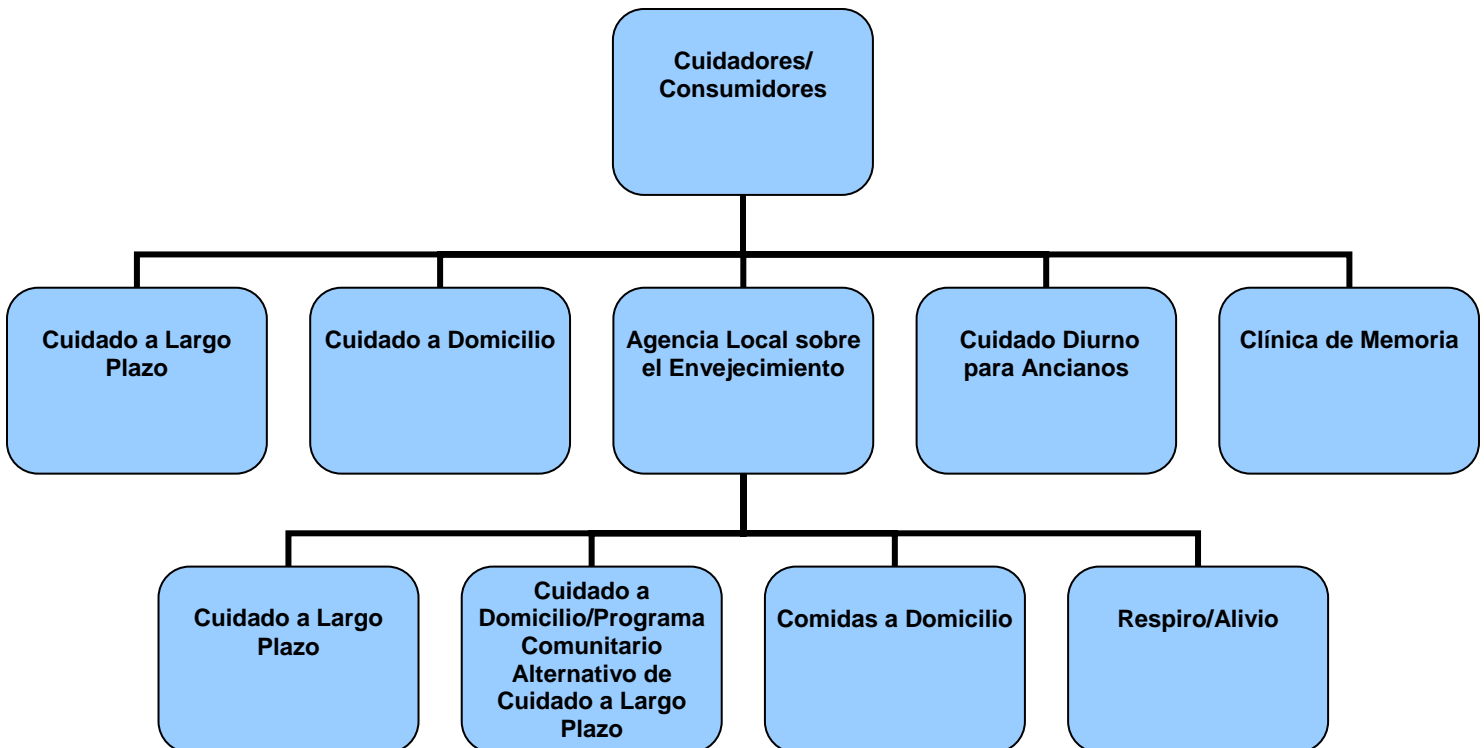 Cuidadores/
Consumidores
Cuidado a Largo
Plazo
Cuidado a Domicilio
Agencia Local sobre
el Envejecimiento
Cuidado Diurno
para Ancianos
Clínica de Memoria
Cuidado a Largo
Plazo
Cuidado a
Domicilio/Programa
Comunitario
Alternativo de
Cuidado a Largo
Plazo
Comidas a Domicilio
Respiro/Alivio